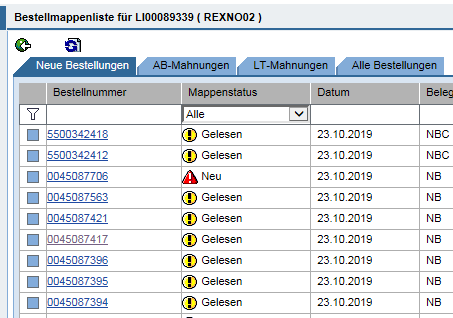 Bestellmappenliste für LI00089339 ( REXNO02 )
Neue Bestellungen AB-Mahnungen LT-Mahnungen Alle Bestellungen
Bestellnummer Mappenstatus Datum Beleg
Alle
5500342418 Gelesen 23.10.2019 NBC
5500342412 Gelesen 23.10.2019 NBC
0045087706 Neu 23.10.2019 NB
0045087563 Gelesen 23.10.2019 NB
0045087421 Gelesen 23.10.2019 NB
0045087417 Gelesen 23.10.2019 NB
0045087396 Gelesen 23.10.2019 NB
0045087395 Gelesen 23.10.2019 NB
0045087394 Gelesen 23.10.2019 NB